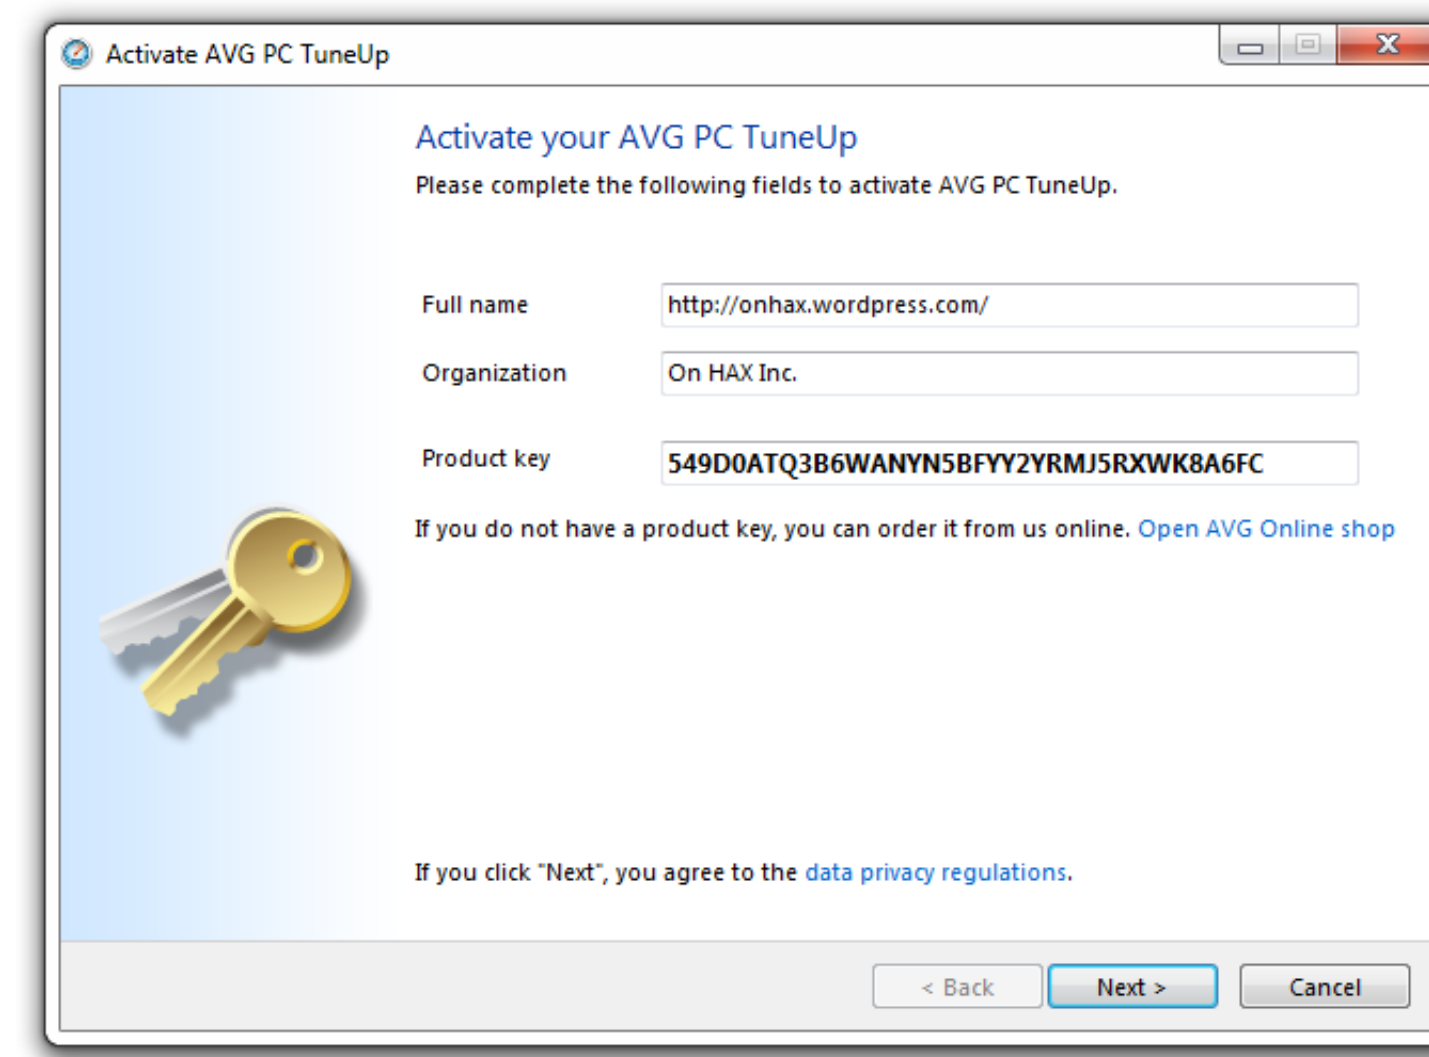 Activate AVG PC TuneUp
Activate your AVG PC TuneUp
Please complete the following fields to activate AVG PC TuneUp.
Full name http://onhax.wordpress.com/
Organization On HAX Inc.
Product key 549D0ATQ3B6WANYN5BFYY2YRMJ5RXWK8A6FC
If you do not have a product key, you can order it from us online. Open AVG Online shop
If you click "Next", you agree to the data privacy regulations.
< Back Next > Cancel